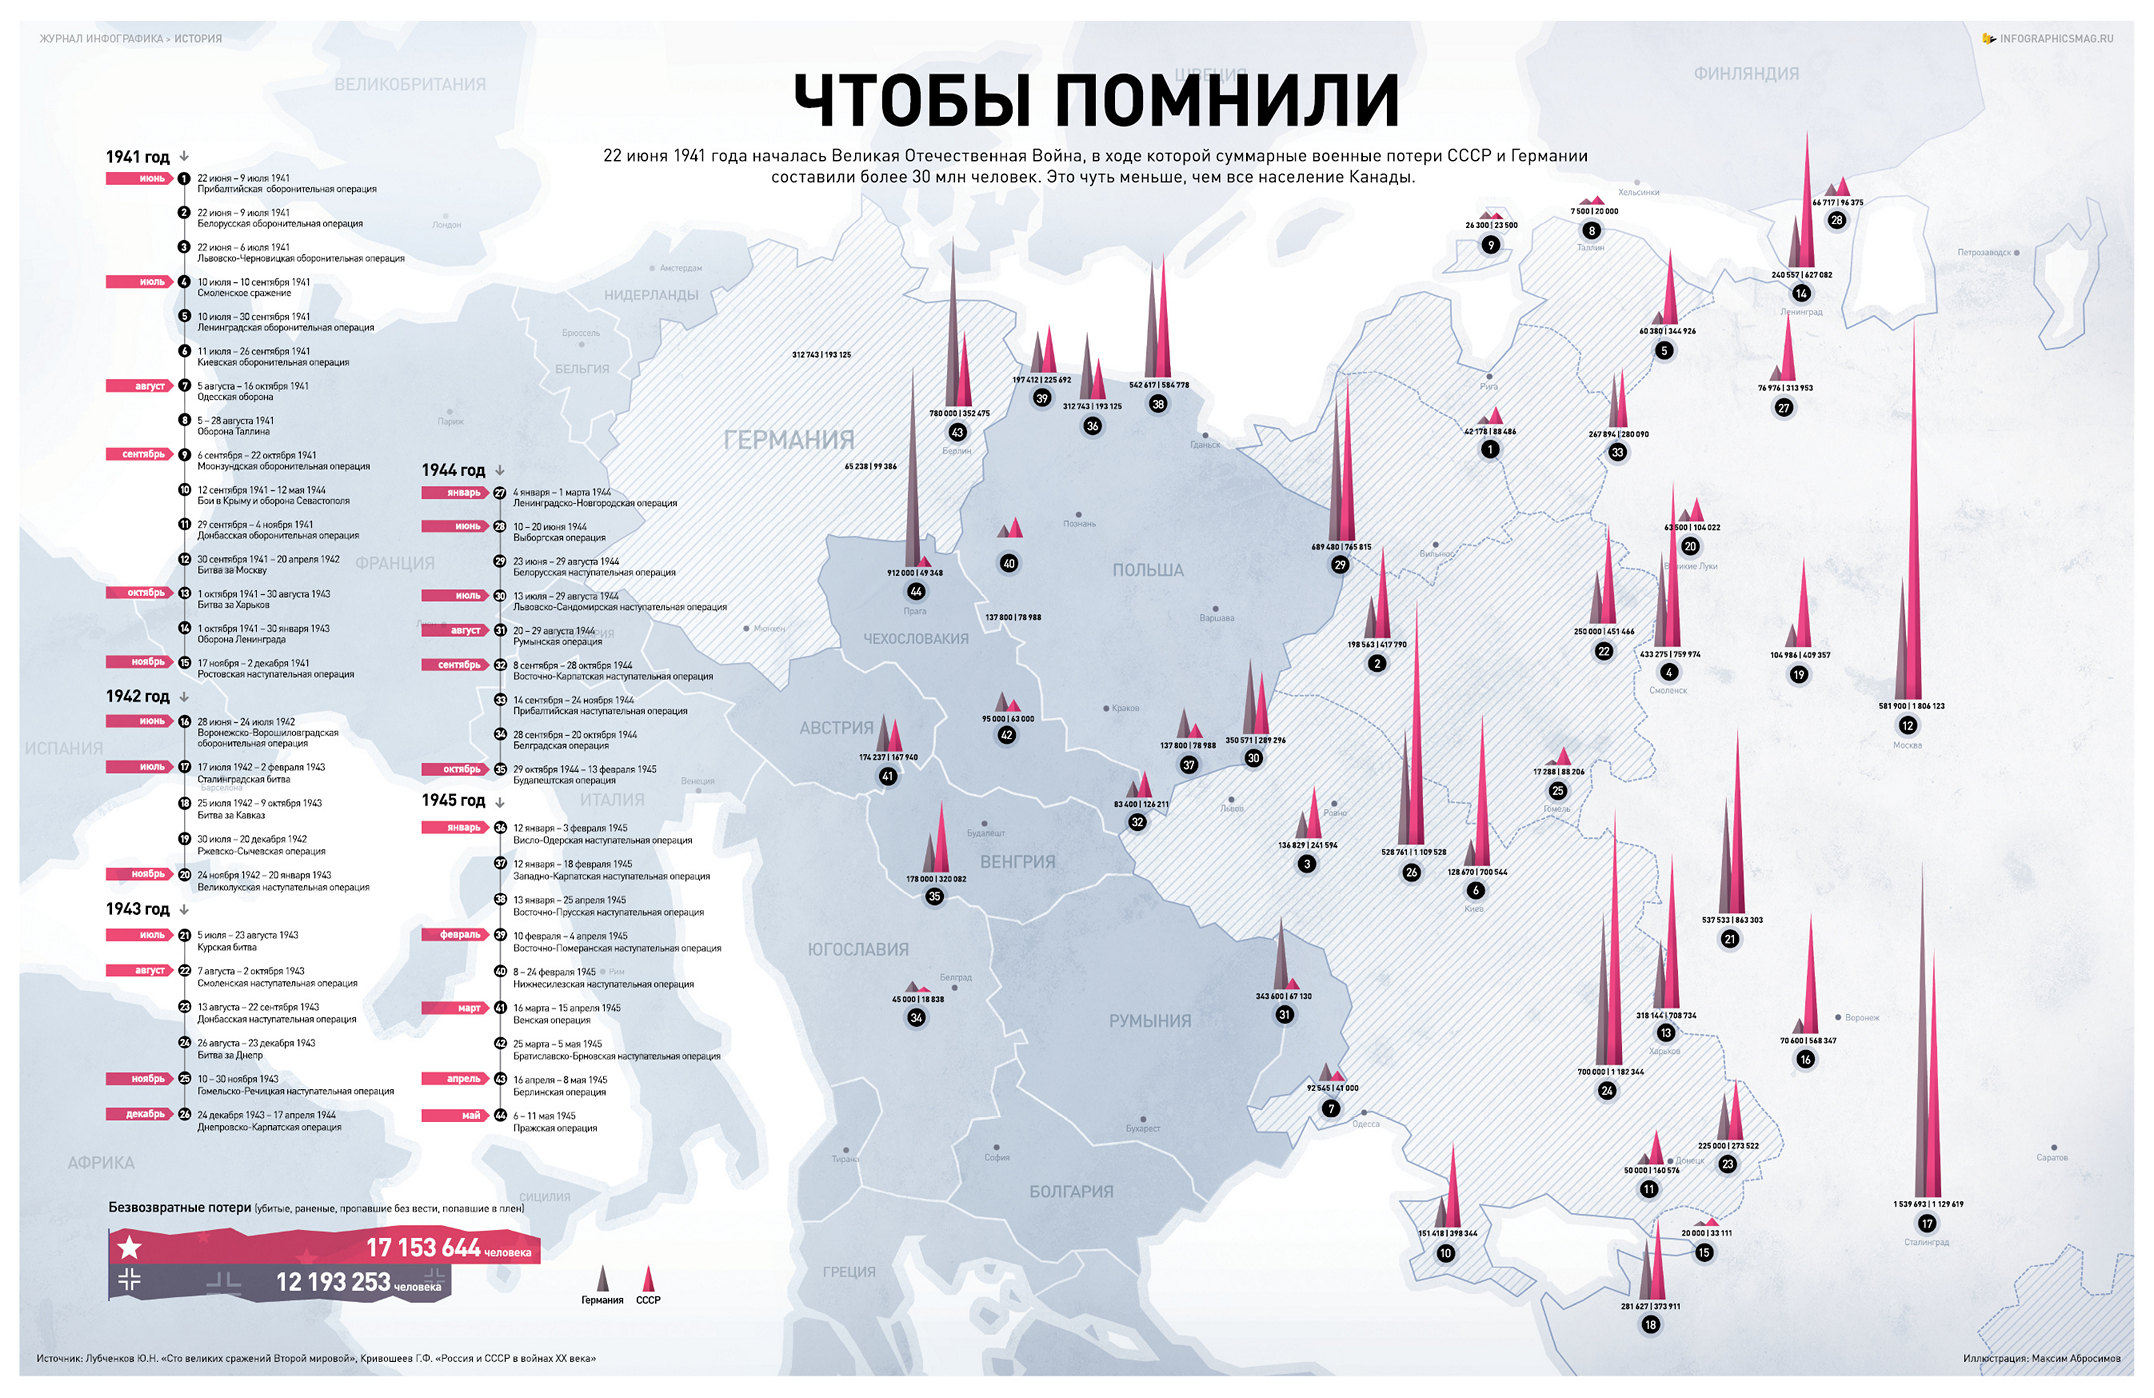 ЖУРНАЛ ИНФОГРАФИКА > ИСТОРИЯ
INFOGRAPHICSMAG.RU
ЧТОБЫ ПОМНИЛИ
22 июня 1941 года началась Великая Отечественная Война, в ходе которой суммарные военные потери СССР и Германии
составили более 30 млн человек. Это чуть меньше, чем все население Канады.
1941 год
июнь
1 22 июня – 9 июля 1941
Прибалтийская оборонительная операция
2 22 июня – 9 июля 1941
Белорусская оборонительная операция
3 22 июня – 6 июля 1941
Львовско-Черновицкая оборонительная операция
июль
4 10 июля – 10 сентября 1941
Смоленское сражение
5 10 июля – 30 сентября 1941
Ленинградская оборонительная операция
6 11 июля – 26 сентября 1941
Киевская оборонительная операция
август
7 5 августа – 16 октября 1941
Одесская оборона
8 5 – 28 августа 1941
Оборона Таллина
сентябрь
9 6 сентября – 22 октября 1941
Моонзундская оборонительная операция
10 12 сентября 1941 – 12 мая 1944
Бои в Крыму и оборона Севастополя
11 29 сентября – 4 ноября 1941
Донбасская оборонительная операция
12 30 сентября 1941 – 20 апреля 1942
Битва за Москву
октябрь
13 1 октября 1941 – 30 августа 1943
Битва за Харьков
14 1 октября 1941 – 30 января 1943
Оборона Ленинграда
ноябрь
15 17 ноября – 2 декабря 1941
Ростовская наступательная операция
1942 год
июнь
16 28 июня – 24 июля 1942
Воронежско-Ворошиловградская
оборонительная операция
июль
17 17 июля 1942 – 2 февраля 1943
Сталинградская битва
18 25 июля 1942 – 9 октября 1943
Битва за Кавказ
19 30 июля – 20 декабря 1942
Ржевско-Сычевская операция
ноябрь
20 24 ноября 1942 – 20 января 1943
Великолукская наступательная операция
1943 год
июль
21 5 июля – 23 августа 1943
Курская битва
август
22 7 августа – 2 октября 1943
Смоленская наступательная операция
23 13 августа – 22 сентября 1943
Донбасская наступательная операция
24 26 августа – 23 декабря 1943
Битва за Днепр
ноябрь
25 10 – 30 ноября 1943
Гомельско-Речицкая наступательная операция
декабрь
26 24 декабря 1943 – 17 апреля 1944
Днепровско-Карпатская операция
1944 год
январь
27 4 января – 1 марта 1944
Ленинградско-Новгородская операция
июнь
28 10 – 20 июня 1944
Выборгская операция
29 23 июня – 29 августа 1944
Белорусская наступательная операция
июль
30 13 июля – 29 августа 1944
Львовско-Сандомирская наступательная операция
август
31 20 – 29 августа 1944
Румынская операция
сентябрь
32 8 сентября – 28 октября 1944
Восточно-Карпатская наступательная операция
33 14 сентября – 24 ноября 1944
Прибалтийская наступательная операция
34 28 сентября – 20 октября 1944
Белградская операция
октябрь
35 29 октября 1944 – 13 февраля 1945
Будапештская операция
1945 год
январь
36 12 января – 3 февраля 1945
Висло-Одерская наступательная операция
37 12 января – 18 февраля 1945
Западно-Карпатская наступательная операция
38 13 января – 25 апреля 1945
Восточно-Прусская наступательная операция
февраль
39 10 февраля – 4 апреля 1945
Восточно-Померанская наступательная операция
40 8 – 24 февраля 1945
Нижнесилезская наступательная операция
март
41 16 марта – 15 апреля 1945
Венская операция
42 25 марта – 5 мая 1945
Братиславско-Брновская наступательная операция
апрель
43 16 апреля – 8 мая 1945
Берлинская операция
май
44 6 – 11 мая 1945
Пражская операция
Безвозвратные потери (убитые, раненые, пропавшие без вести, попавшие в плен)
17 153 644 человека
12 193 253 человека
Германия
СССР
ВЕЛИКОБРИТАНИЯ
Лондон
ШВЕЦИЯ
ФИНЛЯНДИЯ
Хельсинки
Петрозаводск
Амстердам
НИДЕРЛАНДЫ
Брюссель
БЕЛЬГИЯ
Париж
ФРАНЦИЯ
ИСПАНИЯ
Барселона
ИТАЛИЯ
Венеция
Рим
СИЦИЛИЯ
АФРИКА
ГЕРМАНИЯ
Мюнхен
312 743 | 193 125
65 238 | 99 386
780 000 | 352 475
43
Берлин
197 412 | 225 692
39
312 743 | 193 125
36
542 617 | 584 778
38
Гданьск
Познань
ПОЛЬША
Варшава
Краков
40
137 800 | 78 988
912 000 | 49 348
44
Прага
ЧЕХОСЛОВАКИЯ
АВСТРИЯ
174 237 | 167 940
41
95 000 | 63 000
42
137 800 | 78 988
37
350 571 | 289 296
30
83 400 | 126 211
32
Львов
Будапешт
ВЕНГРИЯ
178 000 | 320 082
35
ЮГОСЛАВИЯ
Белград
45 000 | 18 838
34
РУМЫНИЯ
343 600 | 67 130
31
Бухарест
Тирана
София
БОЛГАРИЯ
ГРЕЦИЯ
26 300 | 23 500
9
7 500 | 20 000
8
Таллин
66 717 | 96 375
28
240 557 | 627 082
14
Ленинград
60 380 | 344 926
5
76 976 | 313 953
27
Рига
42 178 | 88 486
1
267 894 | 280 090
33
689 480 | 765 815
29
Вильнюс
63 500 | 104 022
20
Великие Луки
198 563 | 417 790
2
250 000 | 451 466
22
433 275 | 759 974
4
Смоленск
104 986 | 409 357
19
581 900 | 1 806 123
12
Москва
17 288 | 88 206
25
Гомель
Ровно
136 829 | 241 594
3
528 761 | 1 109 528
26
128 670 | 700 544
6
Киев
537 533 | 863 303
21
318 144 | 708 734
13
Харьков
Воронеж
70 600 | 568 347
16
700 000 | 1 182 344
24
92 545 | 41 000
7
Одесса
225 000 | 273 522
23
Донецк
50 000 | 160 576
11
Саратов
1 539 693 | 1 129 619
17
Сталинград
151 418 | 398 344
10
20 000 | 33 111
15
281 627 | 373 911
18
Источник: Лубченков Ю.Н. «Сто великих сражений Второй мировой», Кривошеев Г.Ф. «Россия и СССР в войнах XX века»
Иллюстрация: Максим Абросимов